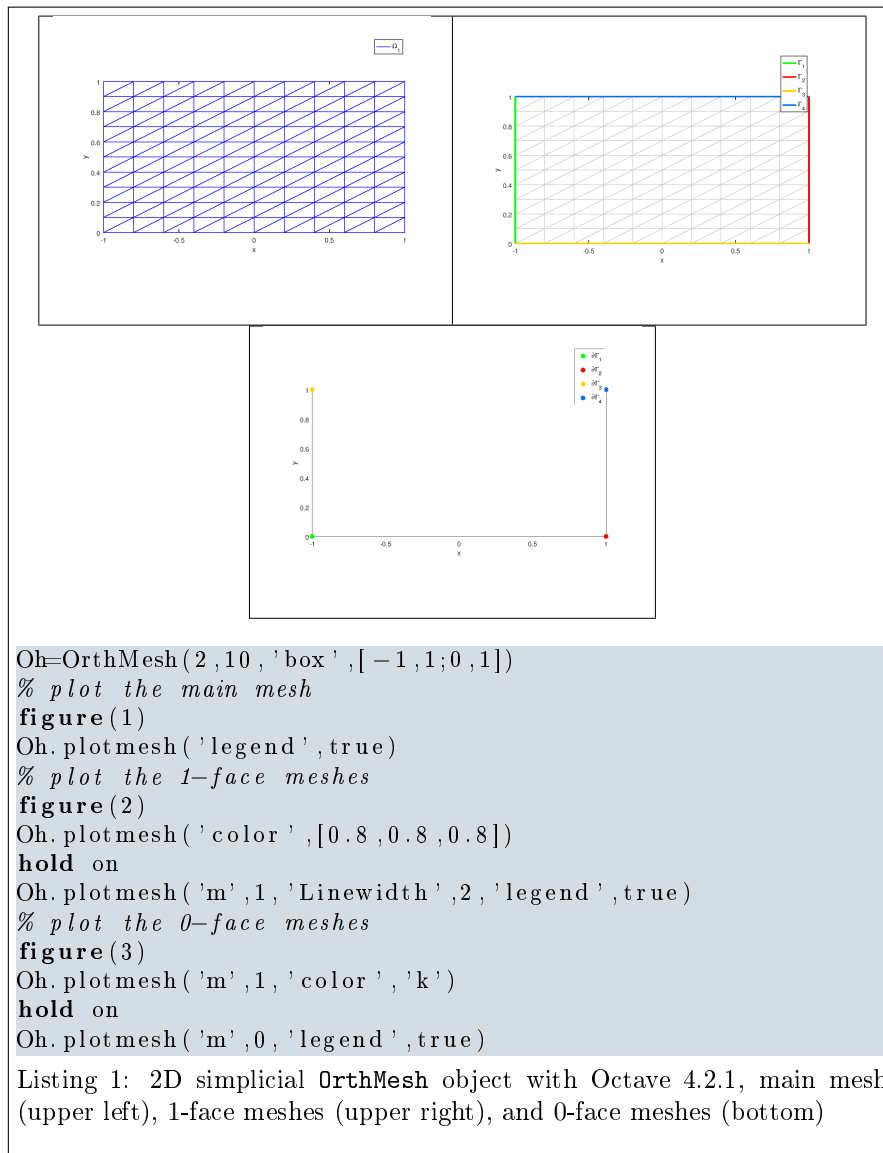 Ω1
1
0.8
0.6
y
0.4
0.2
0
-1 -0.5 0 0.5 1
x
Γ1
Γ2
Γ3
Γ4
1
0.8
0.6
y
0.4
0.2
0
-1 -0.5 0 0.5 1
x
∂Γ1
∂Γ2
∂Γ3
∂Γ4
1
0.8
0.6
y
0.4
0.2
0
-1 -0.5 0 0.5 1
x
Oh=OrthMesh(2,10,'box',[-1,1;0,1])
% plot the main mesh
figure(1)
Oh.plotmesh('legend',true)
% plot the 1-face meshes
figure(2)
Oh.plotmesh('color',[0.8,0.8,0.8])
hold on
Oh.plotmesh('m',1,'Linewidth',2,'legend',true)
% plot the 0-face meshes
figure(3)
Oh.plotmesh('m',1,'color','k')
hold on
Oh.plotmesh('m',0,'legend',true)
Listing 1: 2D simplicial OrthMesh object with Octave 4.2.1, main mesh
(upper left), 1-face meshes (upper right), and 0-face meshes (bottom)